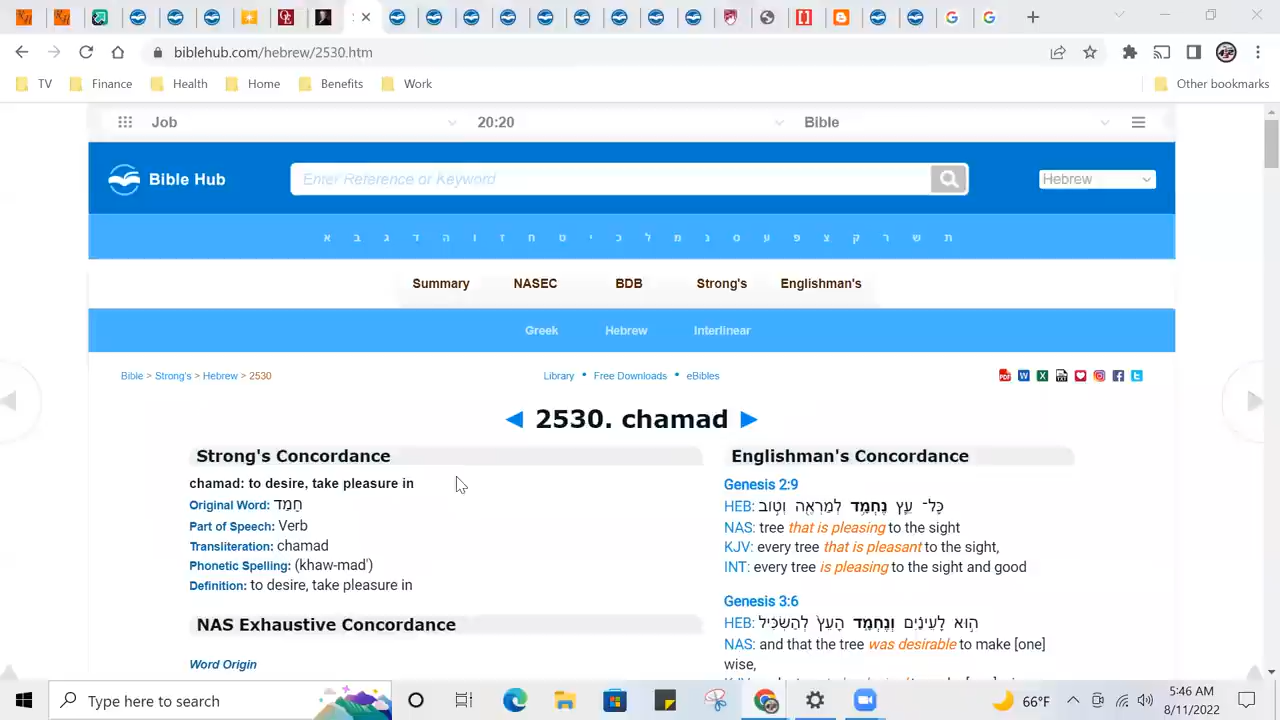 biblehub.com/hebrew/2530.htm
TV Finance Health Home Benefits Work Other bookmarks
Job 20:20 Bible
Bible Hub Enter Reference or Keyword Hebrew
א ב ג ד ה ו ז ח ט י כ ל מ נ ס ע פ צ ק ר ש ת
Summary NASEC BDB Strong's Englishman's
Greek Hebrew Interlinear
Bible > Strong's > Hebrew > 2530 Library • Free Downloads • eBibles
◄ 2530. chamad ►
Strong's Concordance
chamad: to desire, take pleasure in
Original Word: חָמַד
Part of Speech: Verb
Transliteration: chamad
Phonetic Spelling: (khaw-mad')
Definition: to desire, take pleasure in
NAS Exhaustive Concordance
Word Origin
Englishman's Concordance
Genesis 2:9
HEB: כָּל־ עֵ֛ץ נֶחְמָ֥ד לְמַרְאֶ֖ה וְט֣וֹב
NAS: tree that is pleasing to the sight
KJV: every tree that is pleasant to the sight,
INT: every tree is pleasing to the sight and good
Genesis 3:6
HEB: ה֣וּא לָעֵינַ֗יִם וְנֶחְמָ֤ד הָעֵץ֙ לְהַשְׂכִּ֔יל
NAS: and that the tree was desirable to make [one]
wise,
Type here to search 66°F 5:46 AM
8/11/2022